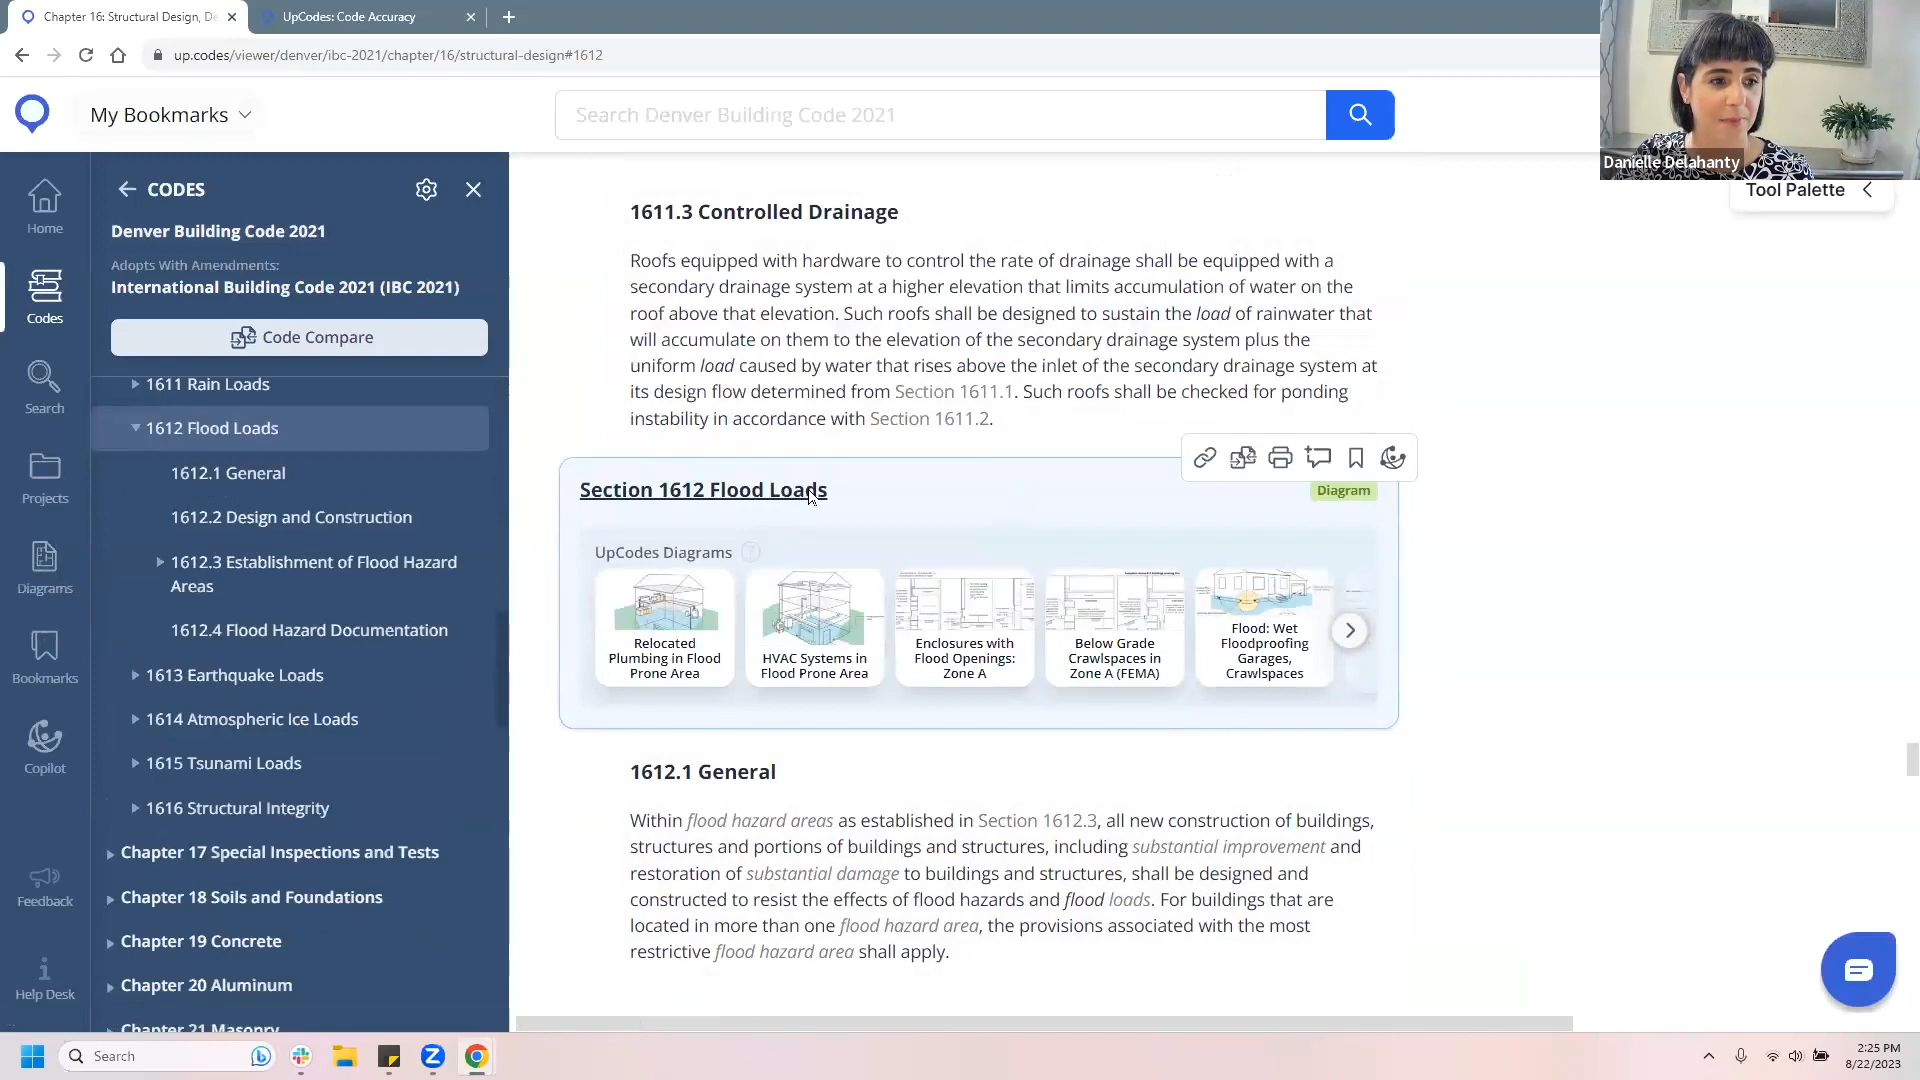 Chapter 16: Structural Design, De
UpCodes: Code Accuracy
up.codes/viewer/denver/ibc-2021/chapter/16/structural-design#1612
My Bookmarks
Search Denver Building Code 2021
Danielle Delahanty
Tool Palette
Home
Codes
Search
Projects
Diagrams
Bookmarks
Copilot
Feedback
Help Desk
CODES
Denver Building Code 2021
Adopts With Amendments:
International Building Code 2021 (IBC 2021)
Code Compare
1611 Rain Loads
1612 Flood Loads
1612.1 General
1612.2 Design and Construction
1612.3 Establishment of Flood Hazard
Areas
1612.4 Flood Hazard Documentation
1613 Earthquake Loads
1614 Atmospheric Ice Loads
1615 Tsunami Loads
1616 Structural Integrity
Chapter 17 Special Inspections and Tests
Chapter 18 Soils and Foundations
Chapter 19 Concrete
Chapter 20 Aluminum
Chapter 21 Masonry
1611.3 Controlled Drainage
Roofs equipped with hardware to control the rate of drainage shall be equipped with a
secondary drainage system at a higher elevation that limits accumulation of water on the
roof above that elevation. Such roofs shall be designed to sustain the load of rainwater that
will accumulate on them to the elevation of the secondary drainage system plus the
uniform load caused by water that rises above the inlet of the secondary drainage system at
its design flow determined from Section 1611.1. Such roofs shall be checked for ponding
instability in accordance with Section 1611.2.
Section 1612 Flood Loads
Diagram
UpCodes Diagrams
Relocated
Plumbing in Flood
Prone Area
HVAC Systems in
Flood Prone Area
Enclosures with
Flood Openings:
Zone A
Below Grade
Crawlspaces in
Zone A (FEMA)
Flood: Wet
Floodproofing
Garages,
Crawlspaces
1612.1 General
Within flood hazard areas as established in Section 1612.3, all new construction of buildings,
structures and portions of buildings and structures, including substantial improvement and
restoration of substantial damage to buildings and structures, shall be designed and
constructed to resist the effects of flood hazards and flood loads. For buildings that are
located in more than one flood hazard area, the provisions associated with the most
restrictive flood hazard area shall apply.
Search
2:25 PM
8/22/2023